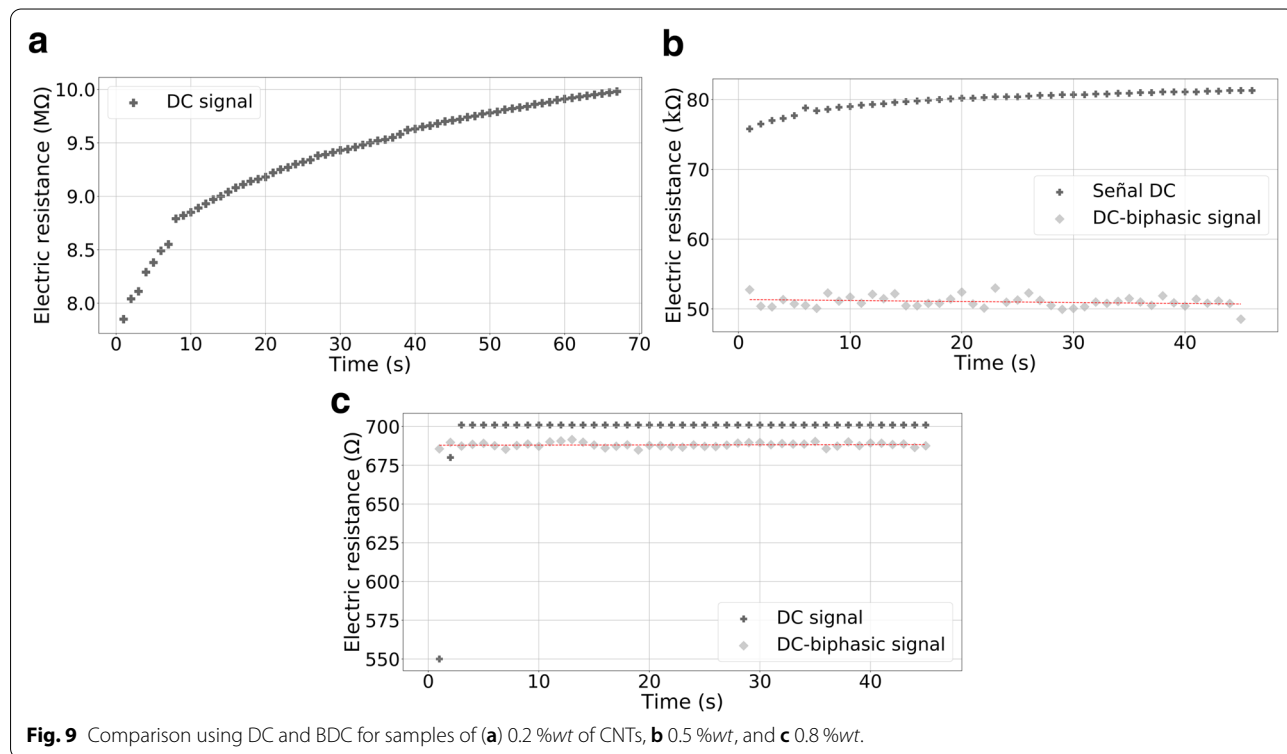 a
10.0
9.5
9.0
8.5
8.0
Electric resistance (MΩ)
DC signal
0 10 20 30 40 50 60 70
Time (s)
b
80
70
60
50
Electric resistance (kΩ)
Señal DC
DC-biphasic signal
0 10 20 30 40
Time (s)
c
700
675
650
625
600
575
550
Electric resistance (Ω)
DC signal
DC-biphasic signal
0 10 20 30 40
Time (s)
Fig. 9 Comparison using DC and BDC for samples of (a) 0.2 %wt of CNTs, b 0.5 %wt, and c 0.8 %wt.